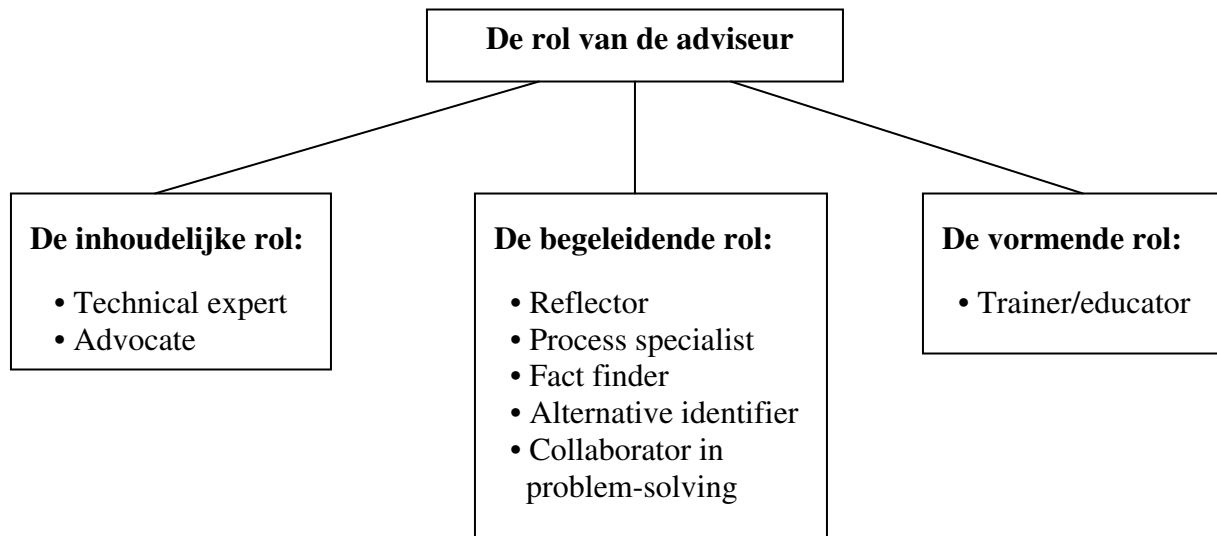 De rol van de adviseur
De inhoudelijke rol:
• Technical expert
• Advocate
De begeleidende rol:
• Reflector
• Process specialist
• Fact finder
• Alternative identifier
• Collaborator in
problem-solving
De vormende rol:
• Trainer/educator